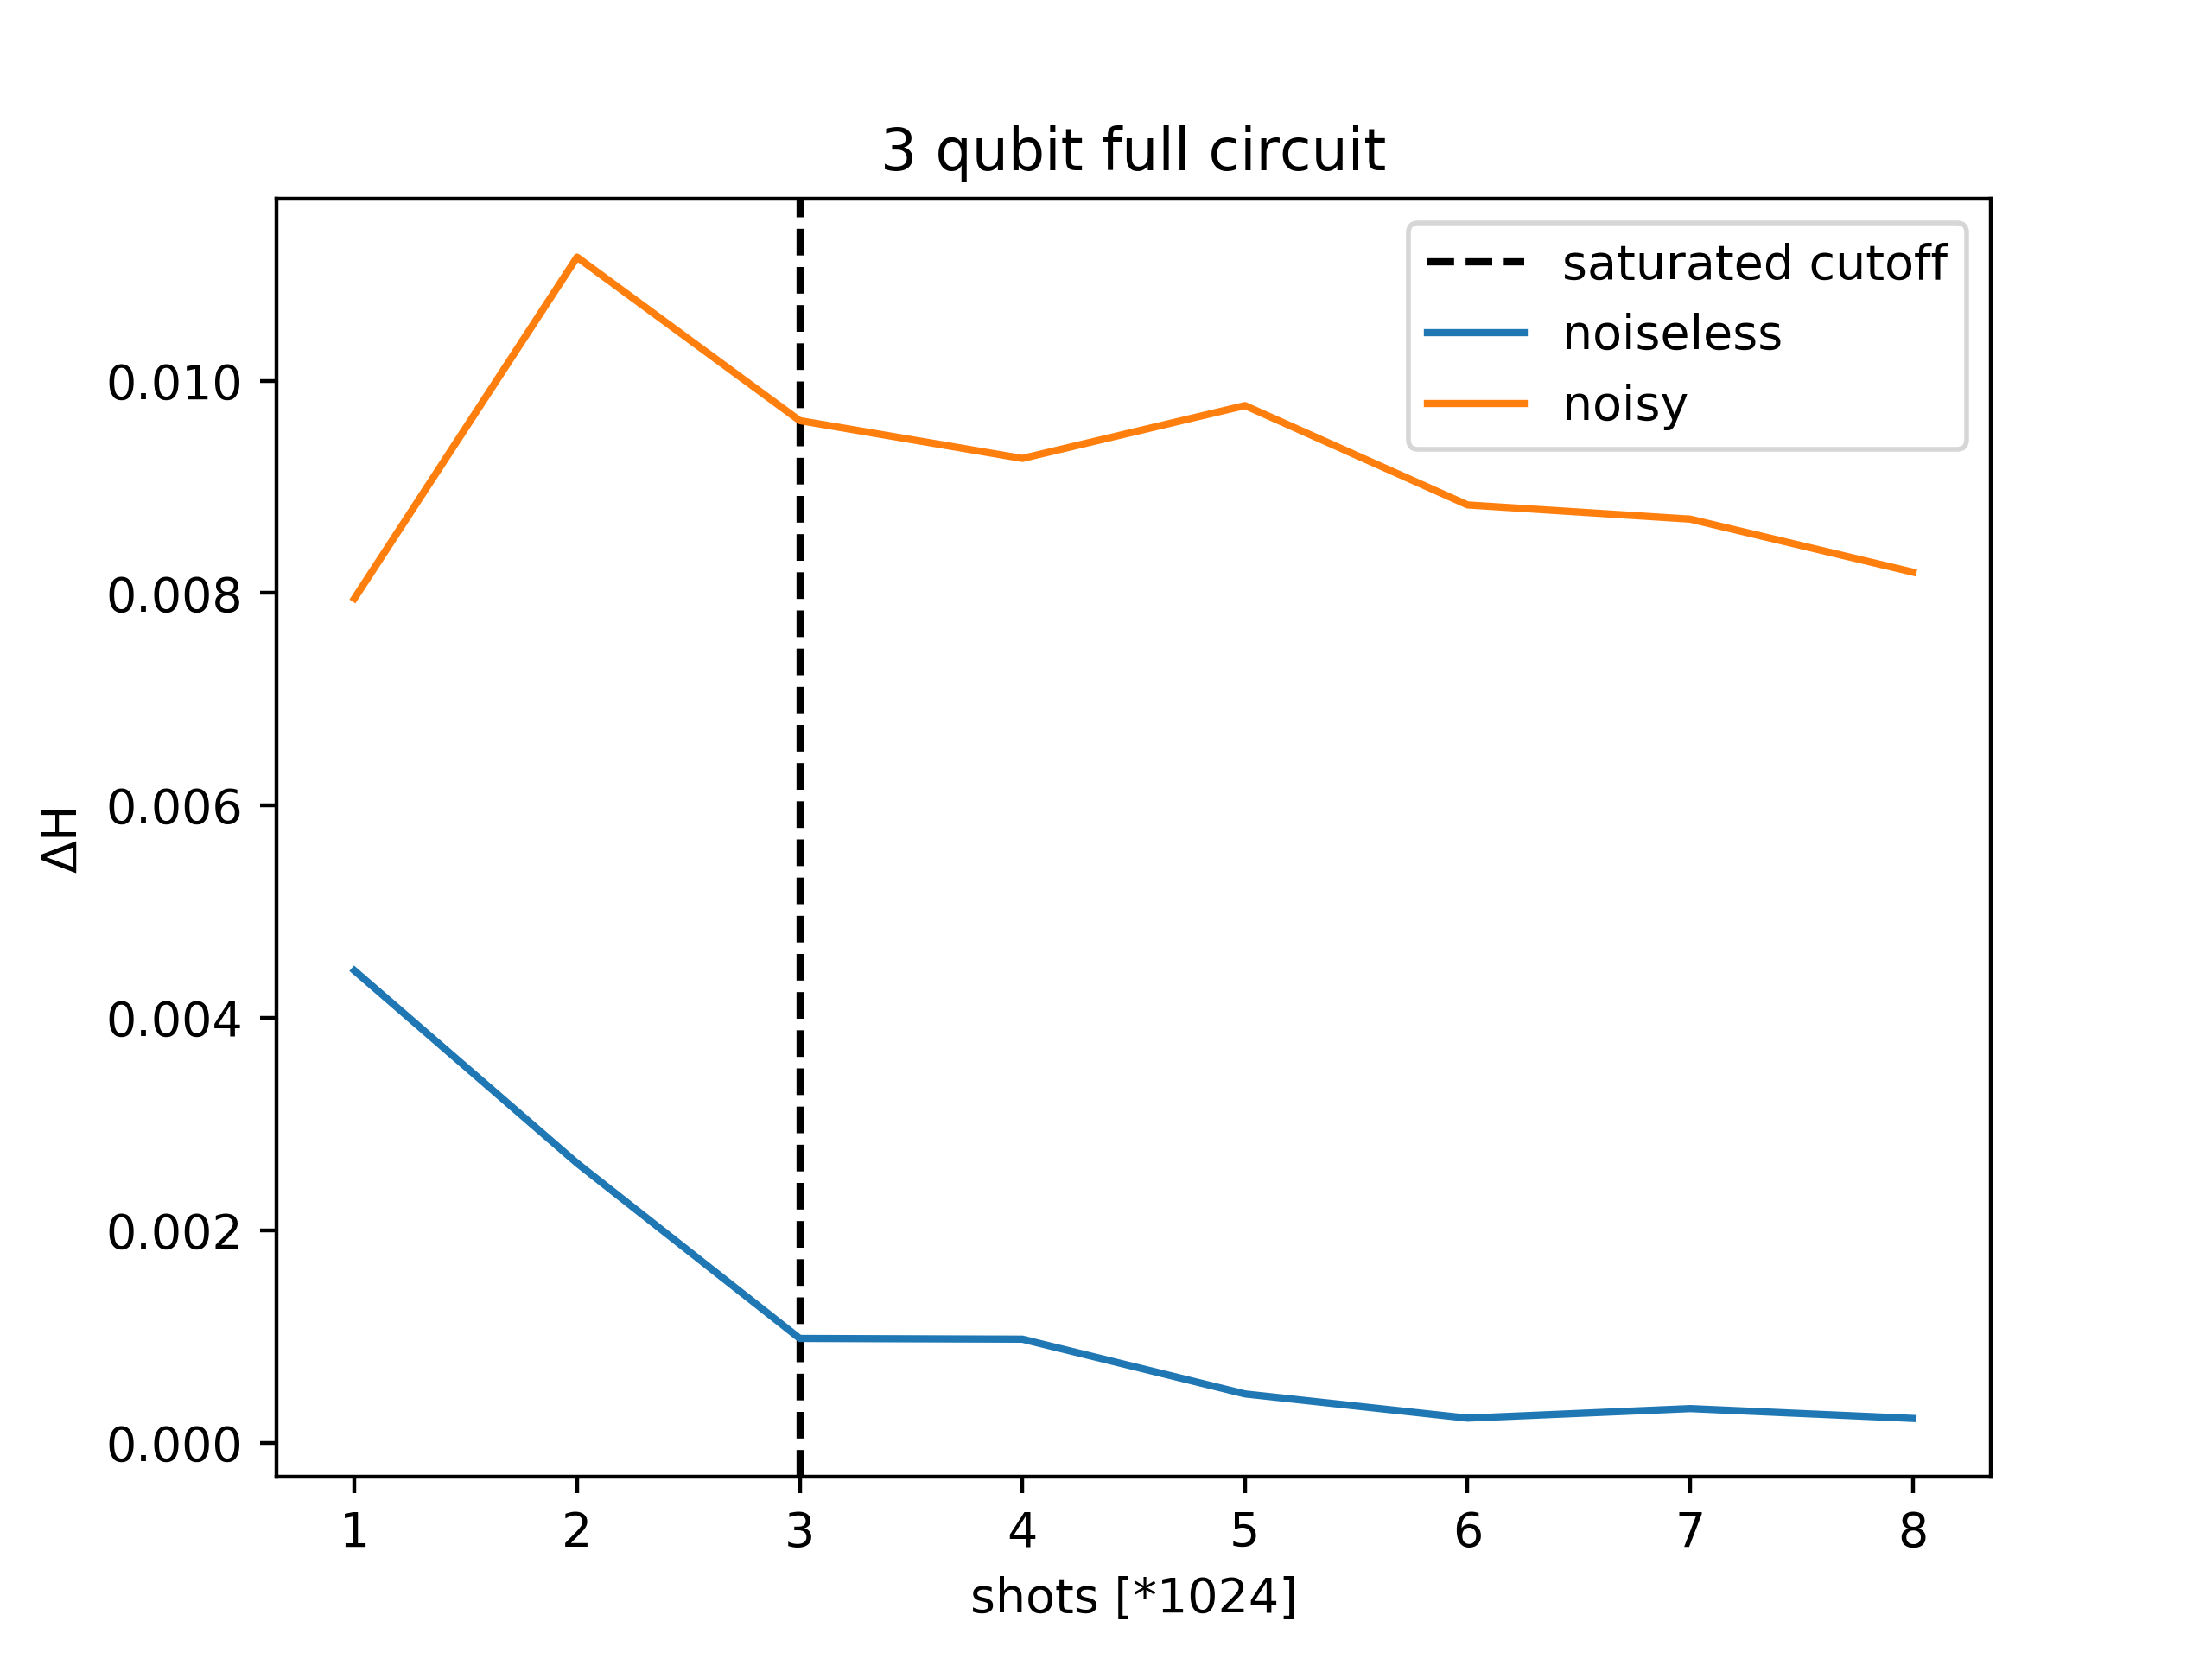 3 qubit full circuit
saturated cutoff
noiseless
noisy
0.010
0.008
0.006
0.004
0.002
0.000
ΔH
1 2 3 4 5 6 7 8
shots [*1024]